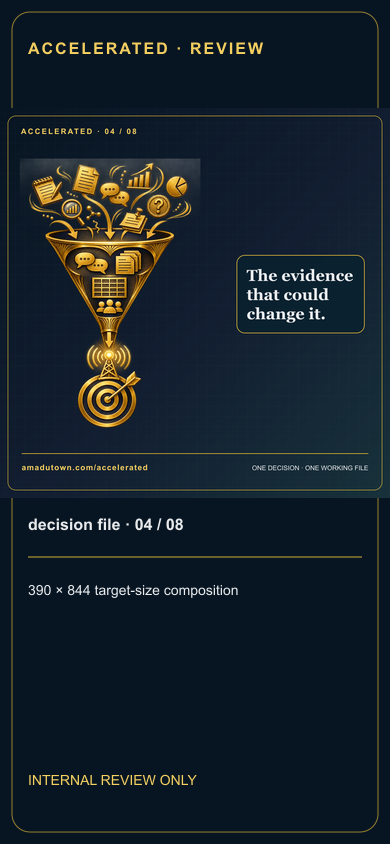 ACCELERATED · REVIEW
ACCELERATED · 04 / 08
The evidence
that could
change it.
amadutown.com/accelerated
ONE DECISION · ONE WORKING FILE
decision file · 04 / 08
390 × 844 target-size composition
INTERNAL REVIEW ONLY